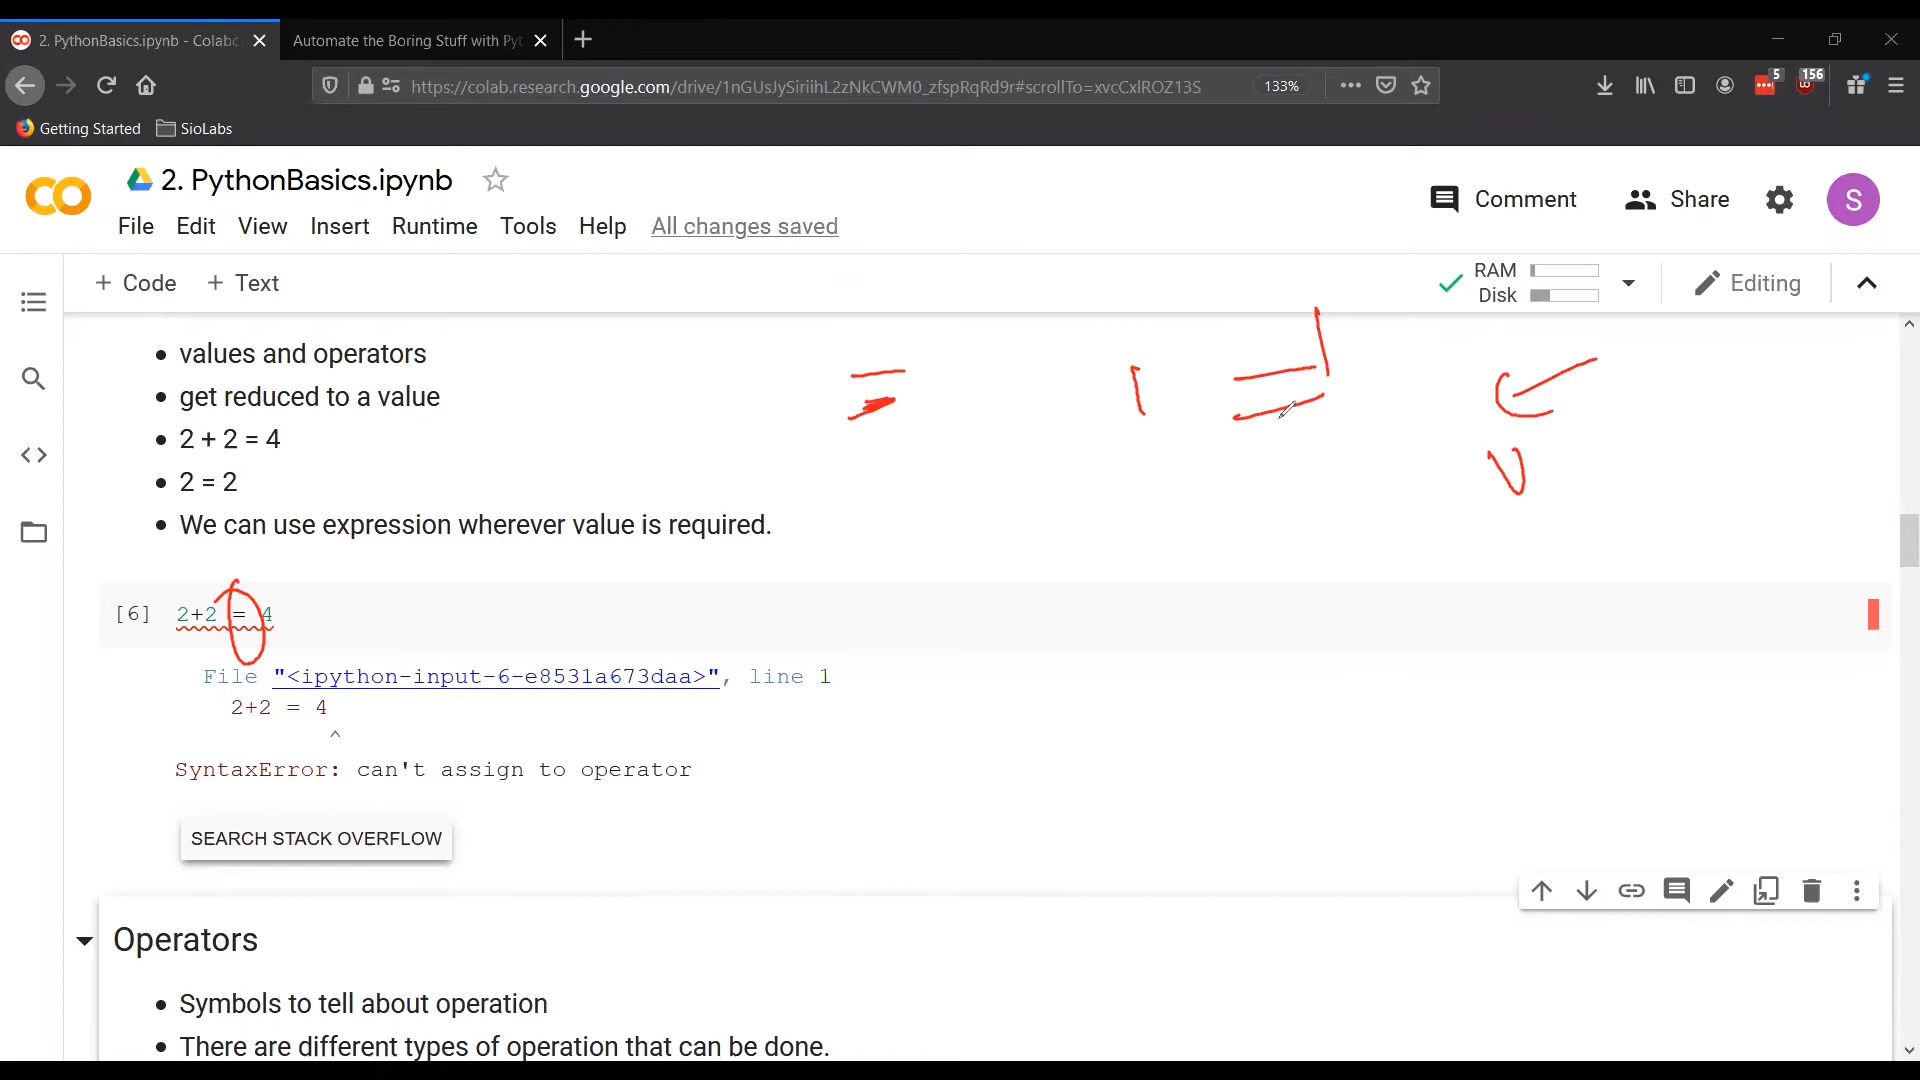 2. PythonBasics.ipynb - Colabo
Automate the Boring Stuff with Pyt
https://colab.research.google.com/drive/1nGUsJySiriihL2zNkCWM0_zfspRqRd9r#scrollTo=xvcCxlROZ13S
133%
5
156
Getting Started
SioLabs
2. PythonBasics.ipynb
Comment
Share
S
File Edit View Insert Runtime Tools Help All changes saved
+ Code + Text
RAM
Disk
Editing
• values and operators
• get reduced to a value
• 2 + 2 = 4
• 2 = 2
• We can use expression wherever value is required.
[6] 2+2 = 4
File "<ipython-input-6-e8531a673daa>", line 1
2+2 = 4
^
SyntaxError: can't assign to operator
SEARCH STACK OVERFLOW
Operators
• Symbols to tell about operation
• There are different types of operation that can be done.